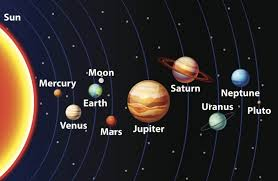 Sun
Mercury
Venus
Moon
Earth
Mars
Jupiter
Saturn
Uranus
Neptune
Pluto